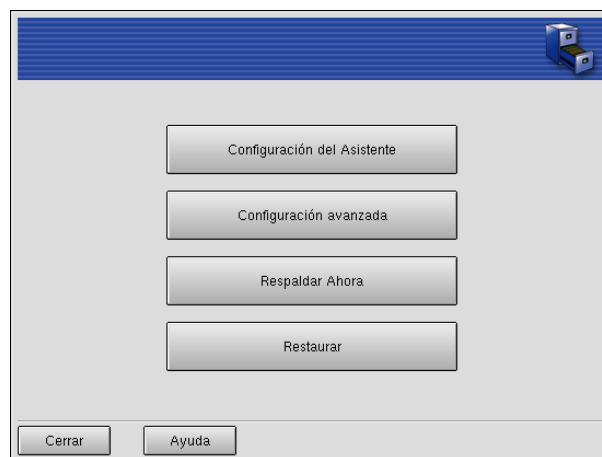 Configuración del Asistente
Configuración avanzada
Respaldar Ahora
Restaurar
Cerrar
Ayuda